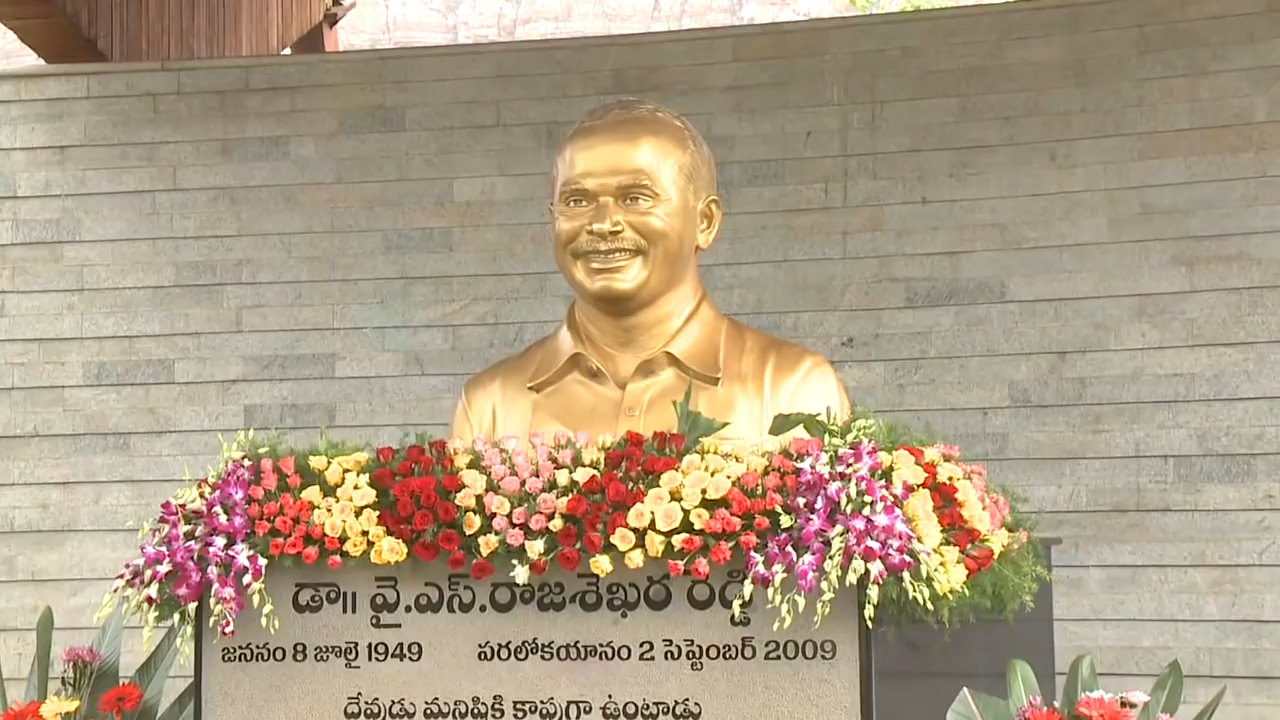 డా॥ వై.ఎస్.రాజశేఖర రెడ్డి
జననం 8 జూలై 1949 పరలోకయానం 2 సెప్టెంబర్ 2009
దేవుడు మనిషికి కాపుగా ఉంటాడు